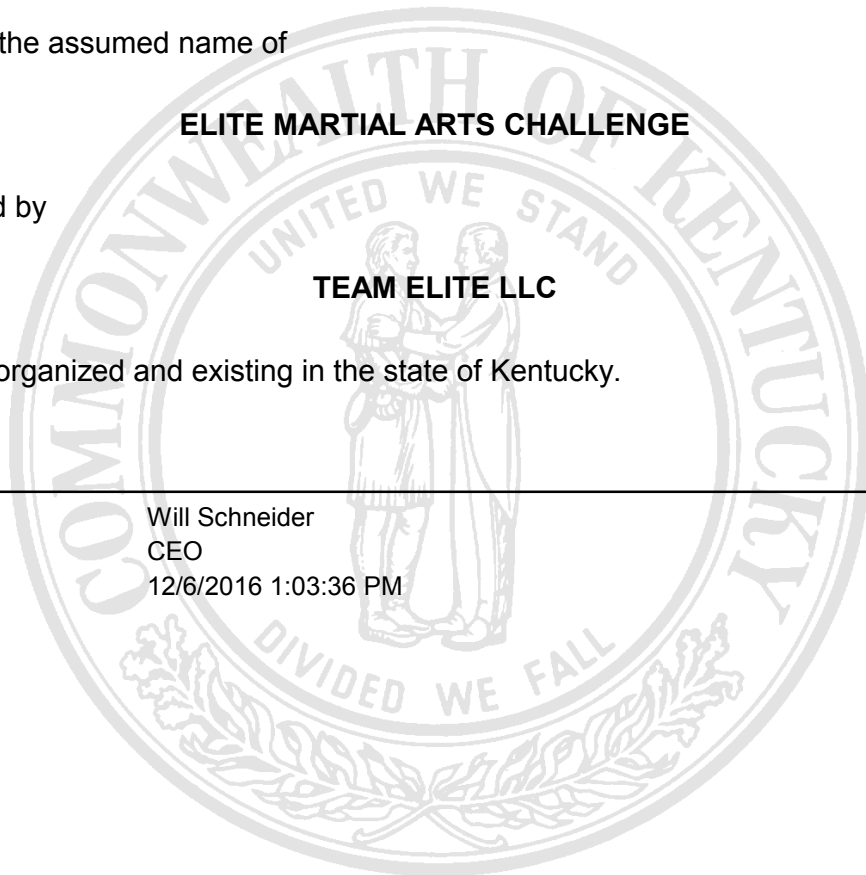 the assumed name of
ELITE MARTIAL ARTS CHALLENGE
d by
TEAM ELITE LLC
organized and existing in the state of Kentucky.
Will Schneider
CEO
12/6/2016 1:03:36 PM
COMMONWEALTH OF KENTUCKY
UNITED WE STAND
DIVIDED WE FALL